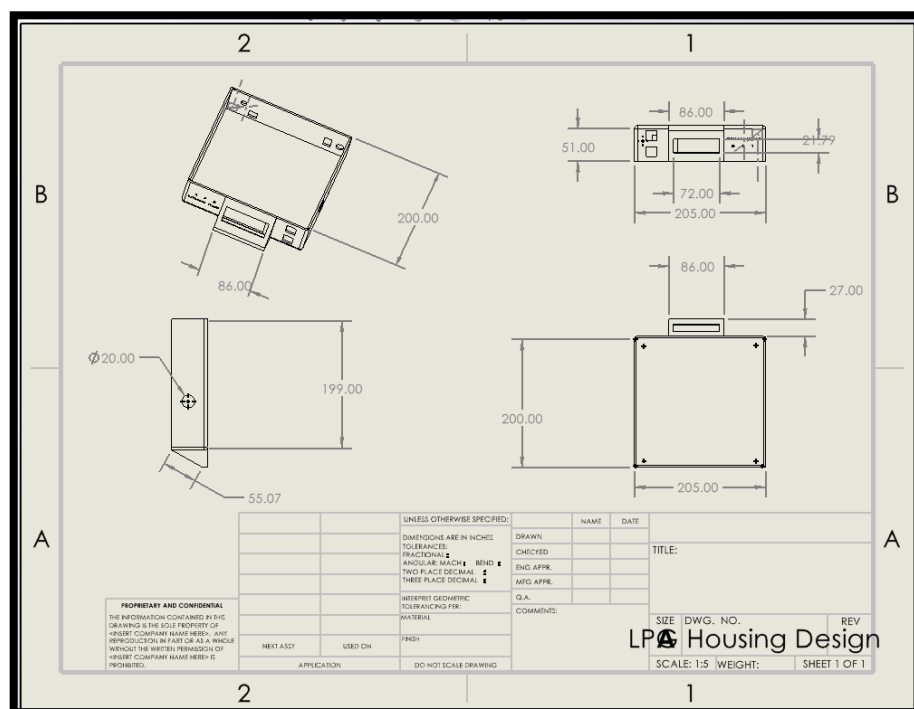 2
1
86.00
51.00
21.79
72.00
205.00
B
B
200.00
86.00
86.00
27.00
Ø20.00
199.00
200.00
55.07
205.00
A
A
UNLESS OTHERWISE SPECIFIED:
DIMENSIONS ARE IN INCHES
TOLERANCES:
FRACTIONAL
ANGULAR: MACH BEND
TWO PLACE DECIMAL
THREE PLACE DECIMAL
INTERPRET GEOMETRIC
TOLERANCING PER:
MATERIAL
FINISH
DO NOT SCALE DRAWING
NAME DATE
DRAWN
CHECKED
ENG APPR.
MFG APPR.
Q.A.
COMMENTS:
TITLE:
SIZE DWG. NO. REV
A
LPG Housing Design
SCALE: 1:5 WEIGHT: SHEET 1 OF 1
PROPRIETARY AND CONFIDENTIAL
THE INFORMATION CONTAINED IN THIS
DRAWING IS THE SOLE PROPERTY OF
<INSERT COMPANY NAME HERE>. ANY
REPRODUCTION IN PART OR AS A WHOLE
WITHOUT THE WRITTEN PERMISSION OF
<INSERT COMPANY NAME HERE> IS
PROHIBITED.
NEXT ASSY USED ON
APPLICATION
2
1